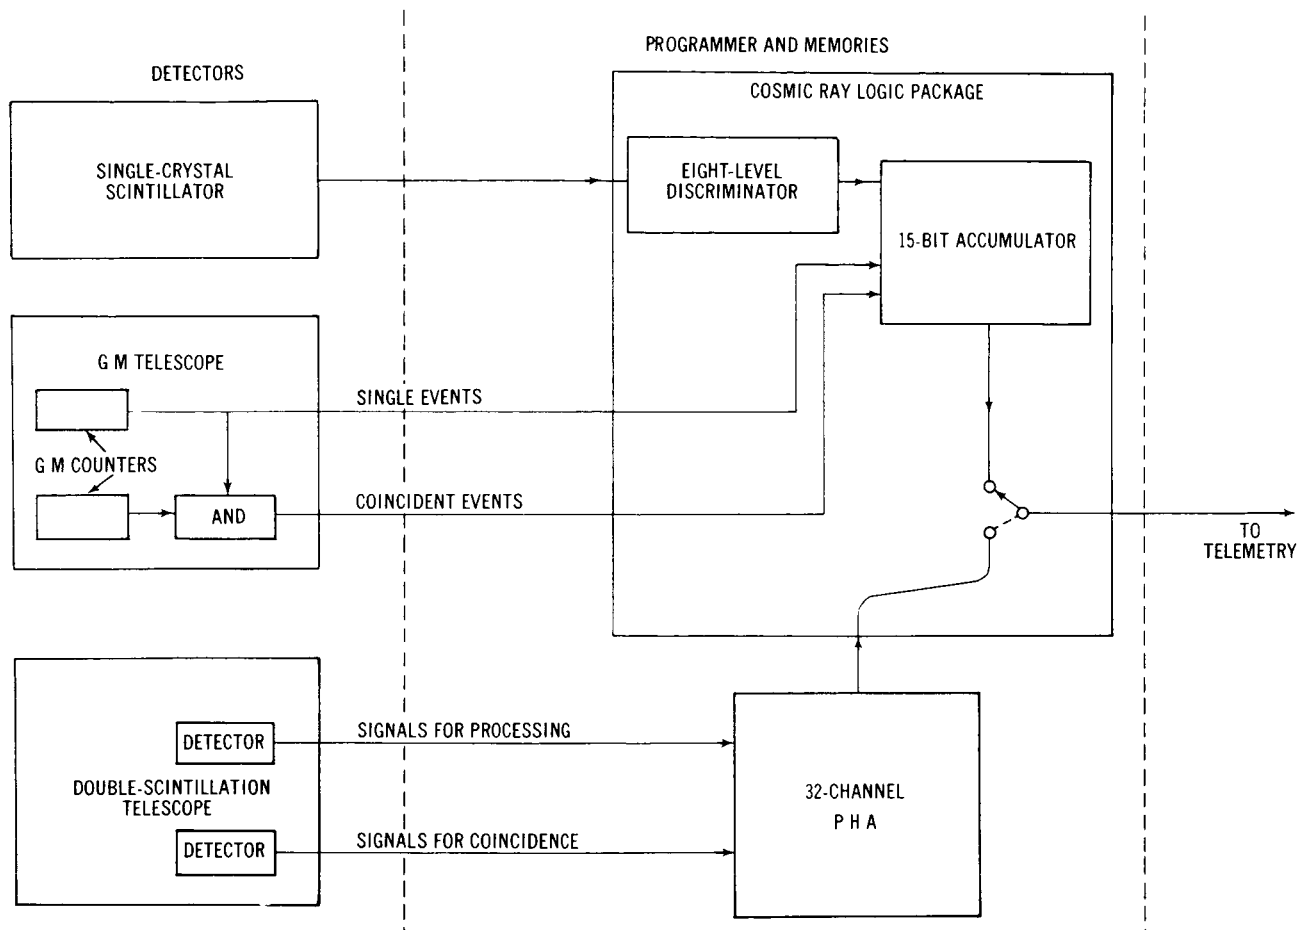 PROGRAMMER AND MEMORIES
DETECTORS
COSMIC RAY LOGIC PACKAGE
SINGLE-CRYSTAL
SCINTILLATOR
EIGHT-LEVEL
DISCRIMINATOR
15-BIT ACCUMULATOR
G M TELESCOPE
SINGLE EVENTS
G M COUNTERS
AND
COINCIDENT EVENTS
TO
TELEMETRY
DETECTOR
SIGNALS FOR PROCESSING
DOUBLE-SCINTILLATION
TELESCOPE
32-CHANNEL
P H A
DETECTOR
SIGNALS FOR COINCIDENCE